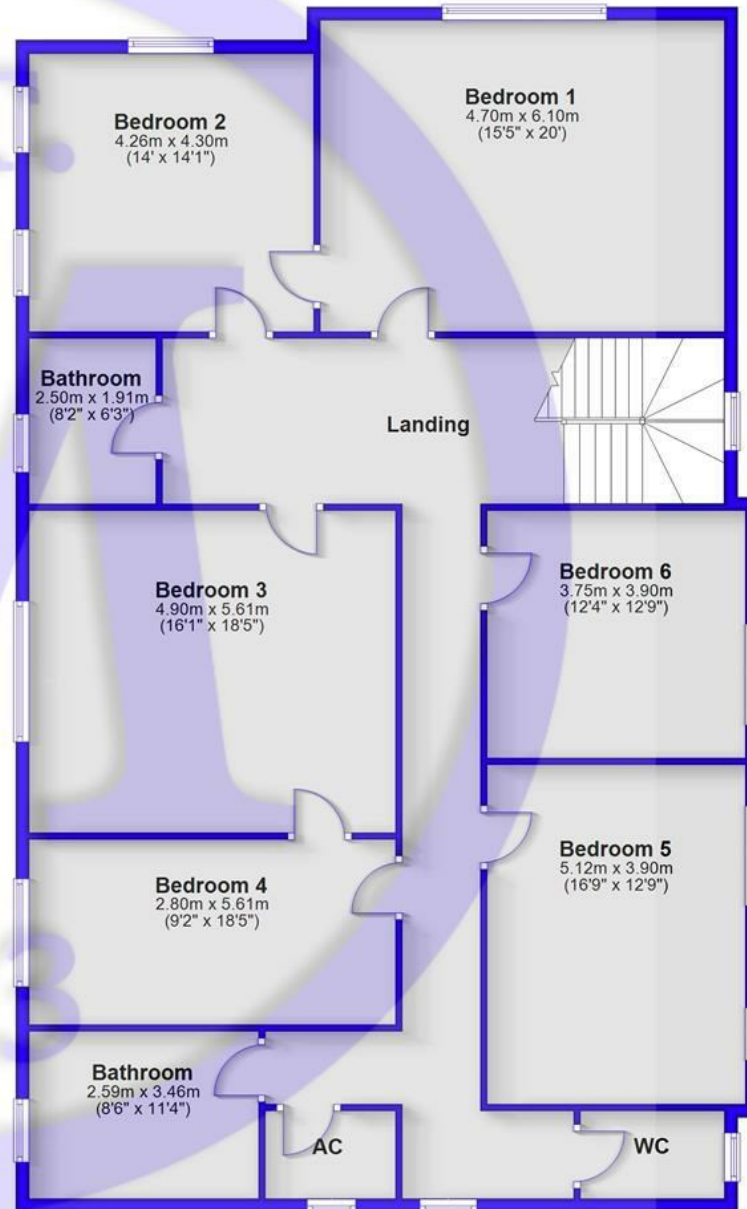 Bedroom 2
4.26m x 4.30m
(14' x 14'1")
Bedroom 1
4.70m x 6.10m
(15'5" x 20')
Bathroom
2.50m x 1.91m
(8'2" x 6'3")
Landing
Bedroom 3
4.90m x 5.61m
(16'1" x 18'5")
Bedroom 6
3.75m x 3.90m
(12'4" x 12'9")
Bedroom 5
5.12m x 3.90m
(16'9" x 12'9")
Bedroom 4
2.80m x 5.61m
(9'2" x 18'5")
Bathroom
2.59m x 3.46m
(8'6" x 11'4")
AC
WC